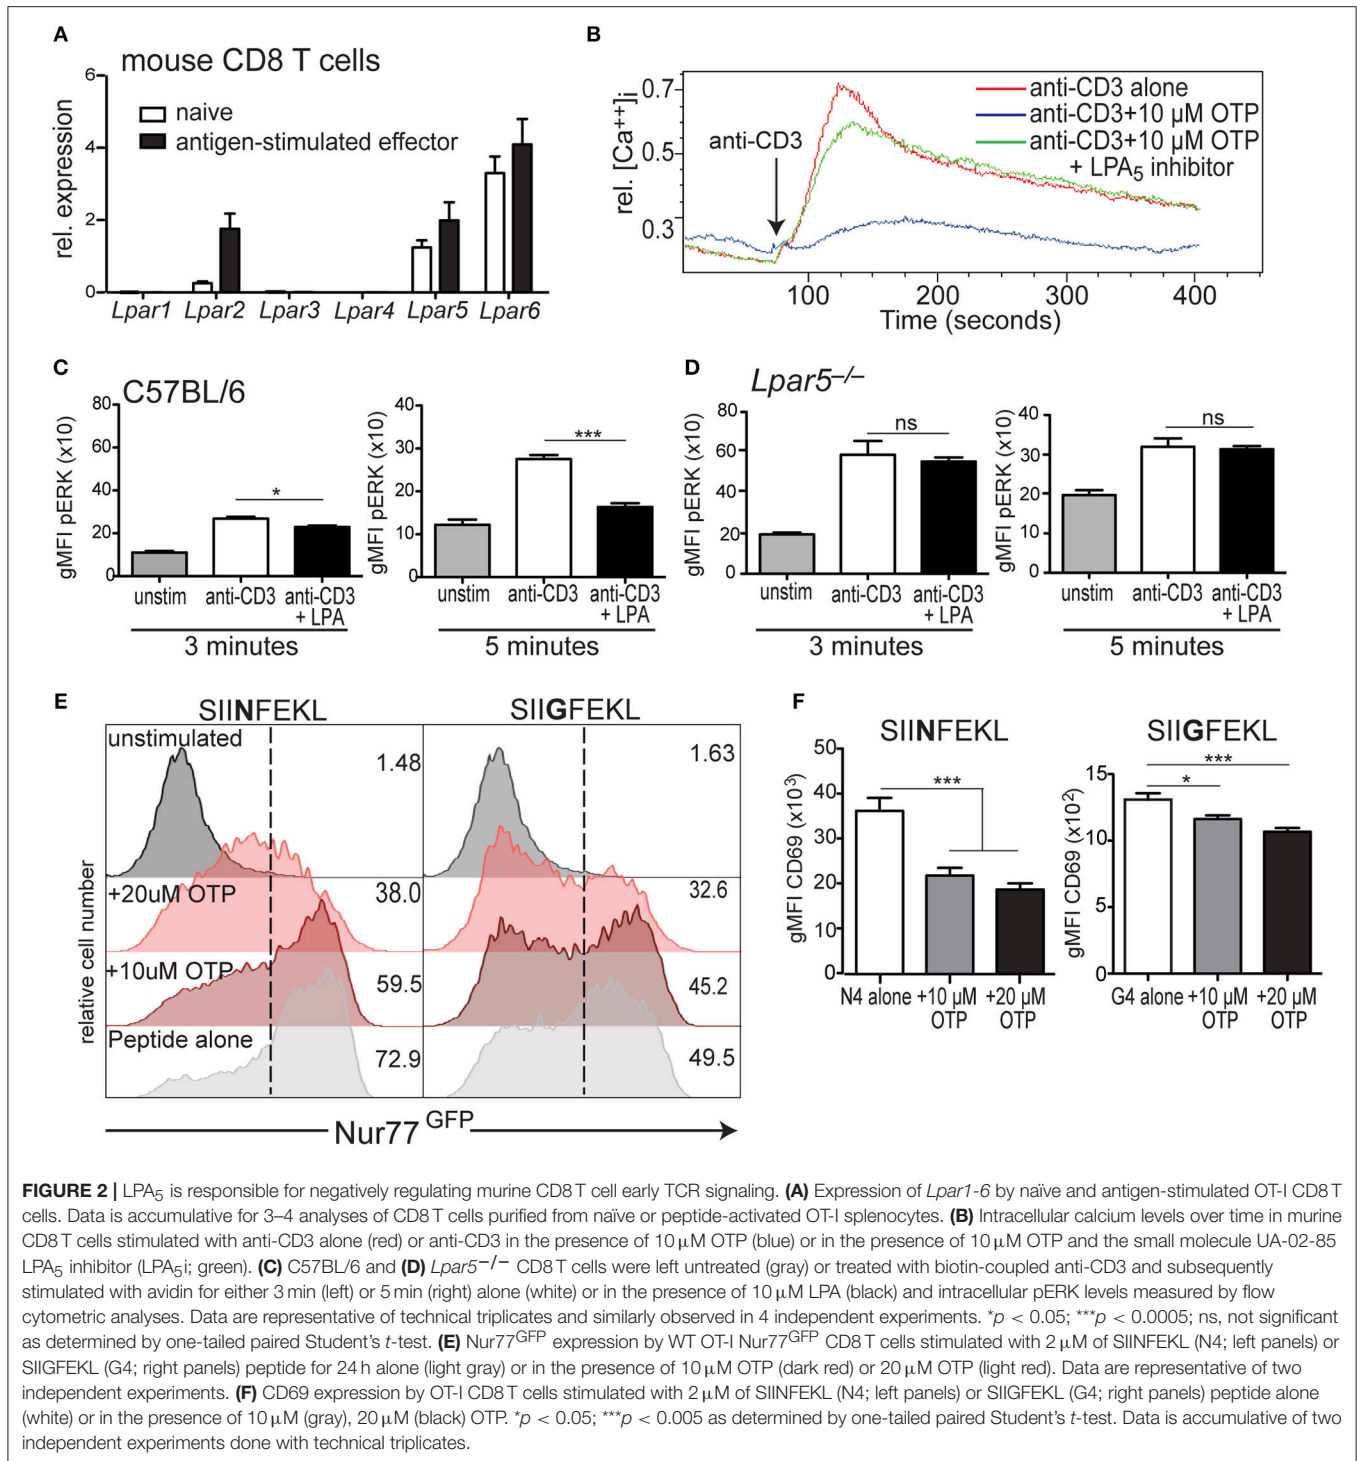 A
mouse CD8 T cells
6
4
2
0
rel. expression
naive
antigen-stimulated effector
Lpar1 Lpar2 Lpar3 Lpar4 Lpar5 Lpar6
B
0.7
0.5
0.3
rel. [Ca++]i
anti-CD3
anti-CD3 alone
anti-CD3+10 µM OTP
anti-CD3+10 µM OTP
+ LPA5 inhibitor
100 200 300 400
Time (seconds)
C
C57BL/6
80
60
40
20
0
gMFI pERK (x10)
*
unstim anti-CD3 anti-CD3
+ LPA
3 minutes
40
30
20
10
0
gMFI pERK (x10)
***
unstim anti-CD3 anti-CD3
+ LPA
5 minutes
D
Lpar5–/–
80
60
40
20
0
gMFI pERK (x10)
ns
unstim anti-CD3 anti-CD3
+ LPA
3 minutes
40
30
20
10
0
gMFI pERK (x10)
ns
unstim anti-CD3 anti-CD3
+ LPA
5 minutes
E
SIINFEKL SIIGFEKL
unstimulated 1.48 1.63
+20uM OTP 38.0 32.6
+10uM OTP 59.5 45.2
Peptide alone 72.9 49.5
relative cell number
Nur77GFP
F
SIINFEKL
50
40
30
20
10
0
gMFI CD69 (x10³)
***
N4 alone +10 µM +20 µM
OTP OTP
SIIGFEKL
15
10
5
0
gMFI CD69 (x10²)
***
*
G4 alone +10 µM +20 µM
OTP OTP
FIGURE 2 | LPA5 is responsible for negatively regulating murine CD8 T cell early TCR signaling. (A) Expression of Lpar1-6 by naïve and antigen-stimulated OT-I CD8 T
cells. Data is accumulative for 3–4 analyses of CD8 T cells purified from naïve or peptide-activated OT-I splenocytes. (B) Intracellular calcium levels over time in murine
CD8 T cells stimulated with anti-CD3 alone (red) or anti-CD3 in the presence of 10 µM OTP (blue) or in the presence of 10 µM OTP and the small molecule UA-02-85
LPA5 inhibitor (LPA5i; green). (C) C57BL/6 and (D) Lpar5−/− CD8 T cells were left untreated (gray) or treated with biotin-coupled anti-CD3 and subsequently
stimulated with avidin for either 3 min (left) or 5 min (right) alone (white) or in the presence of 10 µM LPA (black) and intracellular pERK levels measured by flow
cytometric analyses. Data are representative of technical triplicates and similarly observed in 4 independent experiments. *p < 0.05; ***p < 0.0005; ns, not significant
as determined by one-tailed paired Student's t-test. (E) Nur77GFP expression by WT OT-I Nur77GFP CD8 T cells stimulated with 2 µM of SIINFEKL (N4; left panels) or
SIIGFEKL (G4; right panels) peptide for 24 h alone (light gray) or in the presence of 10 µM OTP (dark red) or 20 µM OTP (light red). Data are representative of two
independent experiments. (F) CD69 expression by OT-I CD8 T cells stimulated with 2 µM of SIINFEKL (N4; left panels) or SIIGFEKL (G4; right panels) peptide alone
(white) or in the presence of 10 µM (gray), 20 µM (black) OTP. *p < 0.05; ***p < 0.005 as determined by one-tailed paired Student's t-test. Data is accumulative of two
independent experiments done with technical triplicates.